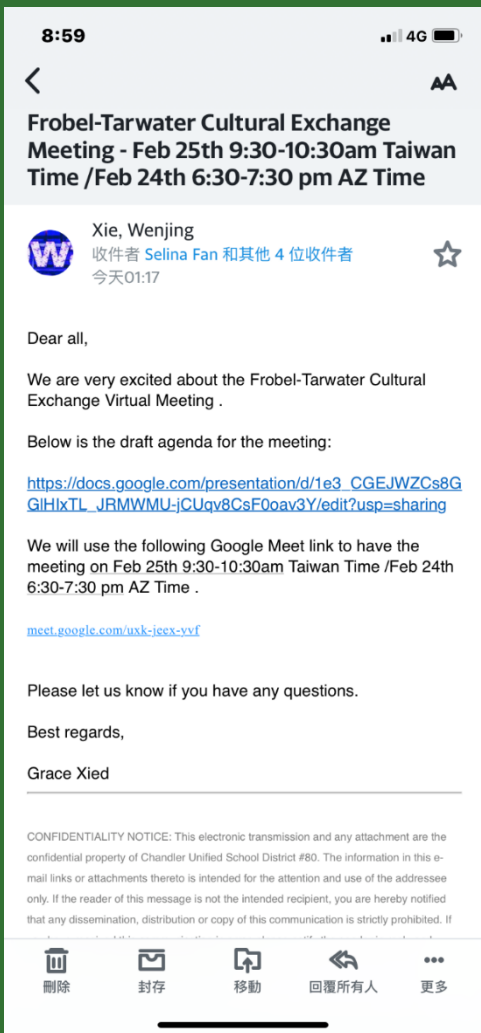 8:59
4G
AA
Frobel-Tarwater Cultural Exchange
Meeting - Feb 25th 9:30-10:30am Taiwan
Time /Feb 24th 6:30-7:30 pm AZ Time
W
Xie, Wenjing
收件者 Selina Fan 和其他 4 位收件者
今天01:17
Dear all,
We are very excited about the Frobel-Tarwater Cultural
Exchange Virtual Meeting .
Below is the draft agenda for the meeting:
https://docs.google.com/presentation/d/1e3_CGEJWZCs8G
GlHIxTL_JRMWMU-jCUqv8CsF0oav3Y/edit?usp=sharing
We will use the following Google Meet link to have the
meeting on Feb 25th 9:30-10:30am Taiwan Time /Feb 24th
6:30-7:30 pm AZ Time .
meet.google.com/uxk-jeex-yvf
Please let us know if you have any questions.
Best regards,
Grace Xied
CONFIDENTIALITY NOTICE: This electronic transmission and any attachment are the
confidential property of Chandler Unified School District #80. The information in this e-
mail links or attachments thereto is intended for the attention and use of the addressee
only. If the reader of this message is not the intended recipient, you are hereby notified
that any dissemination, distribution or copy of this communication is strictly prohibited. If
刪除
封存
移動
回覆所有人
更多